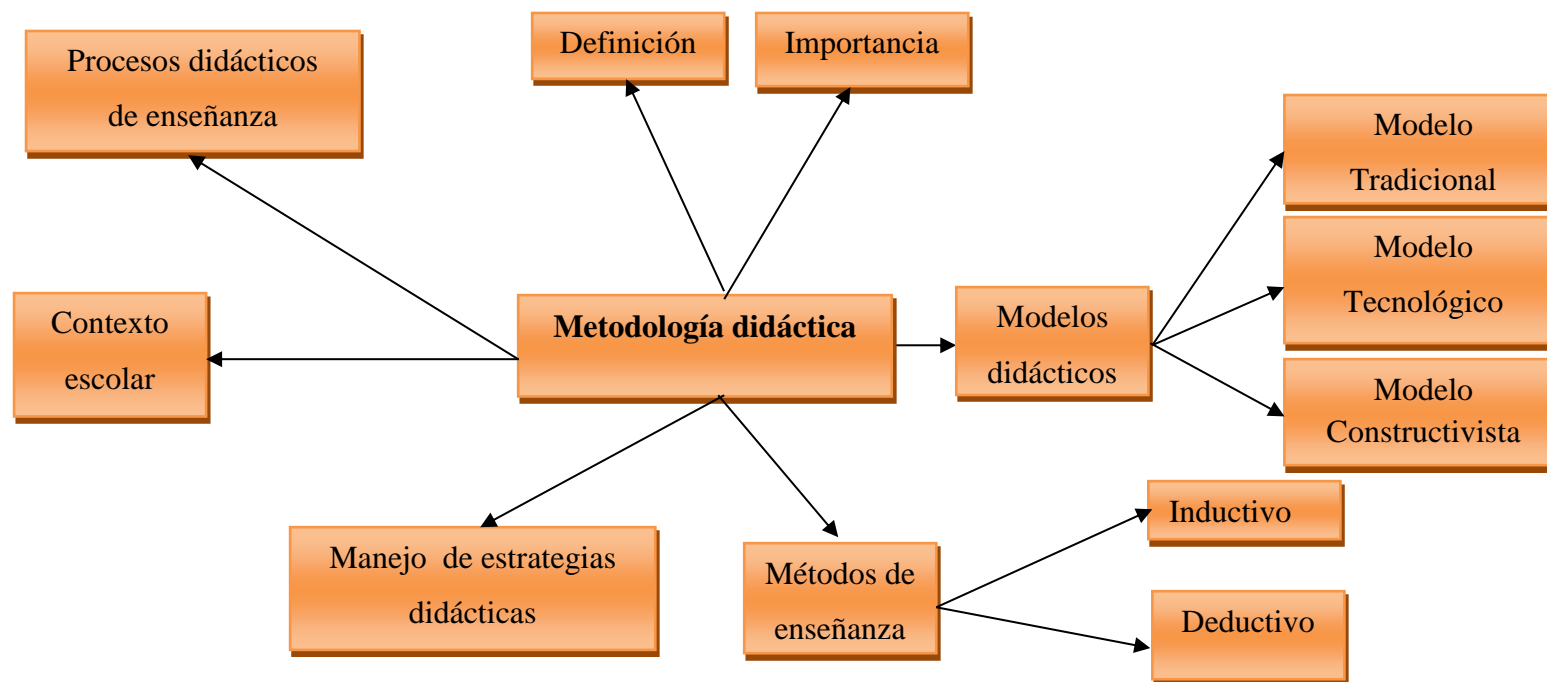 Definición
Importancia
Procesos didácticos
de enseñanza
Modelo
Tradicional
Modelo
Tecnológico
Contexto
escolar
Metodología didáctica
Modelos
didácticos
Modelo
Constructivista
Inductivo
Manejo  de estrategias
didácticas
Métodos de
enseñanza
Deductivo